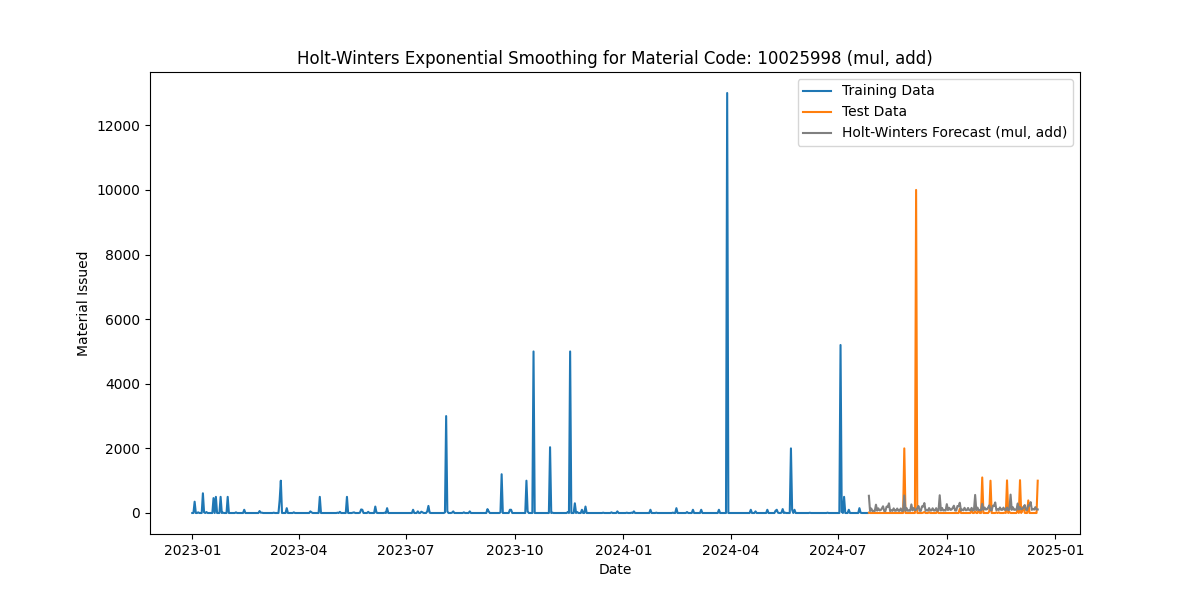 Holt-Winters Exponential Smoothing for Material Code: 10025998 (mul, add)
Training Data
Test Data
Holt-Winters Forecast (mul, add)
Material Issued
12000
10000
8000
6000
4000
2000
0
2023-01
2023-04
2023-07
2023-10
2024-01
2024-04
2024-07
2024-10
2025-01
Date